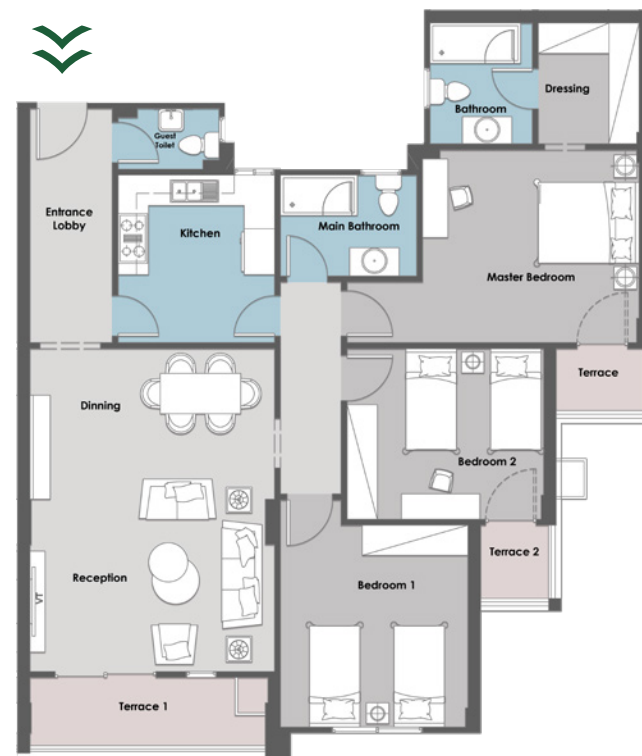 Dressing
Bathroom
Guest
Toilet
Entrance
Lobby
Kitchen
Main Bathroom
Master Bedroom
Terrace
Dinning
Bedroom 2
Terrace 2
Reception
Bedroom 1
VT
Terrace 1